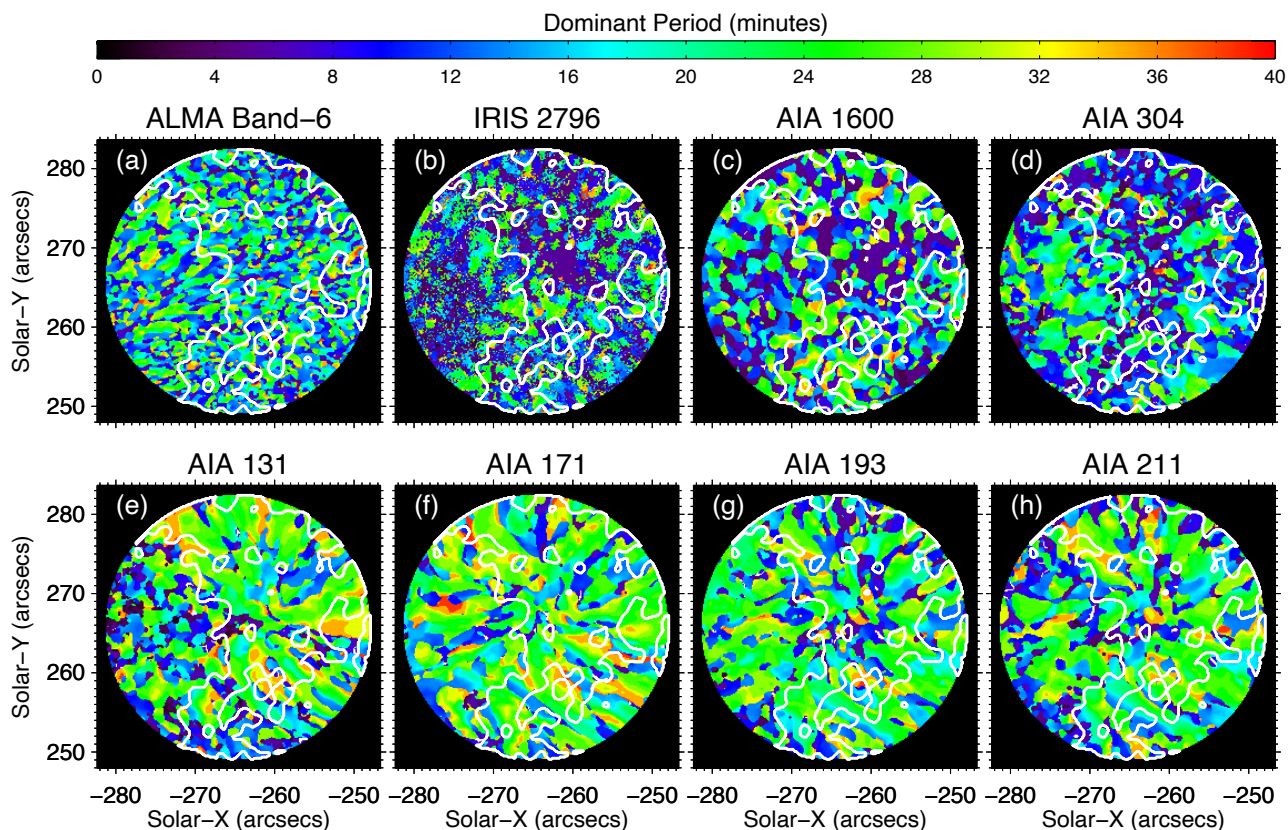 Dominant Period (minutes)
0 4 8 12 16 20 24 28 32 36 40
ALMA Band−6 IRIS 2796 AIA 1600 AIA 304
(a) (b) (c) (d)
280
270
260
250
Solar−Y (arcsecs)
AIA 131 AIA 171 AIA 193 AIA 211
(e) (f) (g) (h)
280
270
260
250
Solar−Y (arcsecs)
−280 −270 −260 −250 −280 −270 −260 −250 −280 −270 −260 −250 −280 −270 −260 −250
Solar−X (arcsecs) Solar−X (arcsecs) Solar−X (arcsecs) Solar−X (arcsecs)